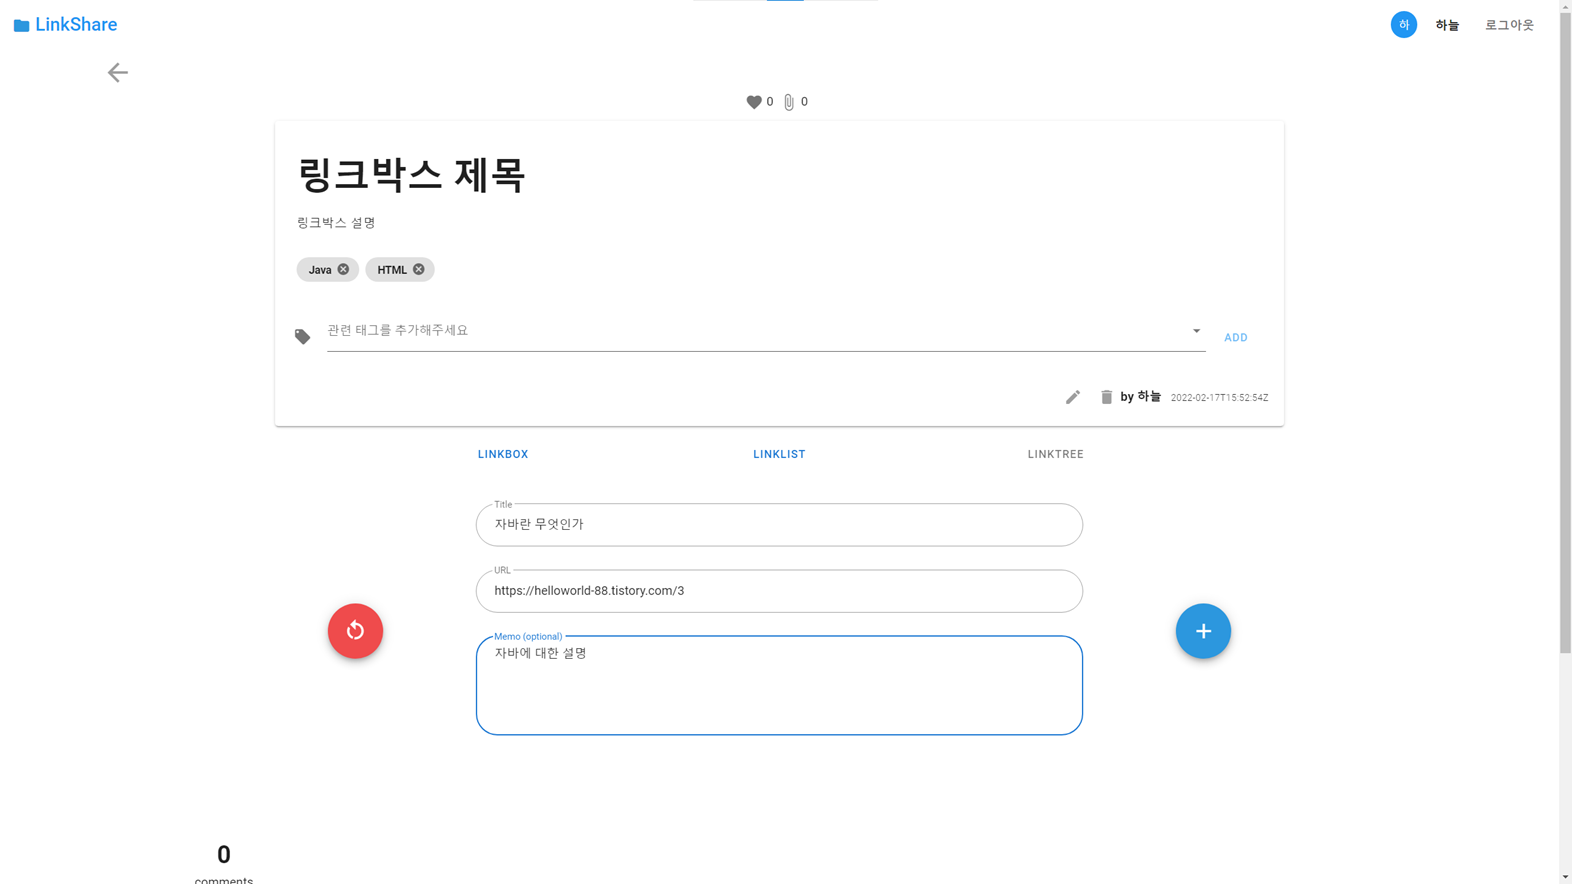 LinkShare
하 하늘 로그아웃
0 0
링크박스 제목
링크박스 설명
Java HTML
관련 태그를 추가해주세요
ADD
by 하늘 2022-02-17T15:52:54Z
LINKBOX LINKLIST LINKTREE
Title
자바란 무엇인가
URL
https://helloworld-88.tistory.com/3
Memo (optional)
자바에 대한 설명
0
comments